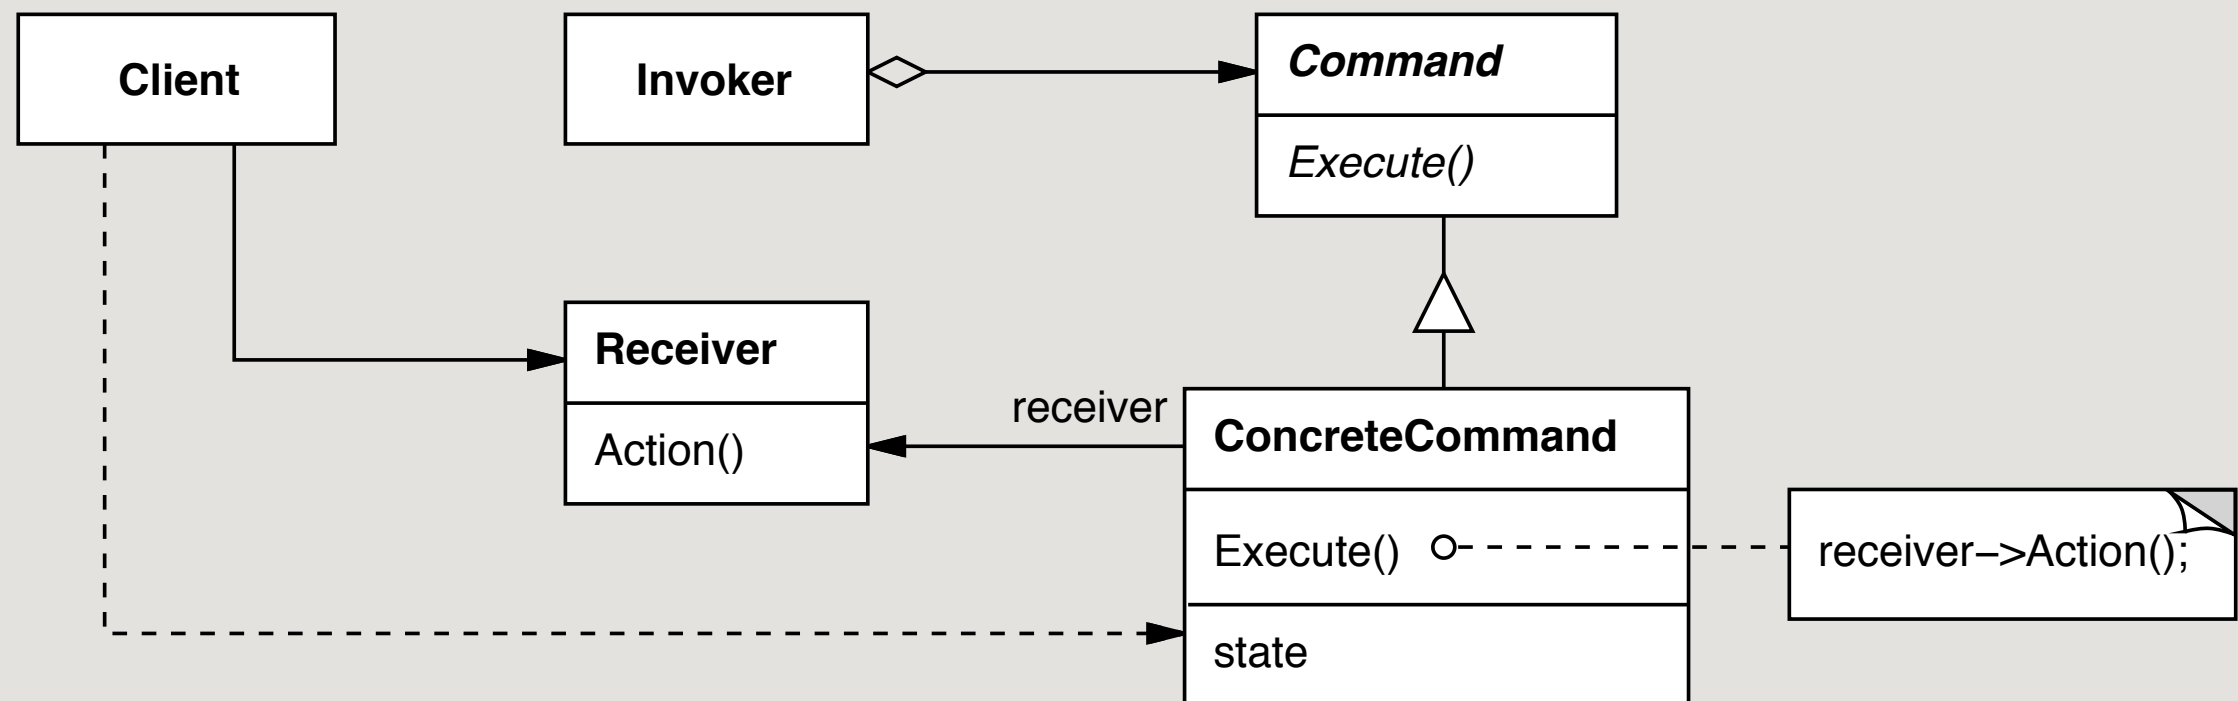 Client
Invoker
Command
Execute()
Receiver
Action()
receiver
ConcreteCommand
Execute()
receiver–>Action();
state